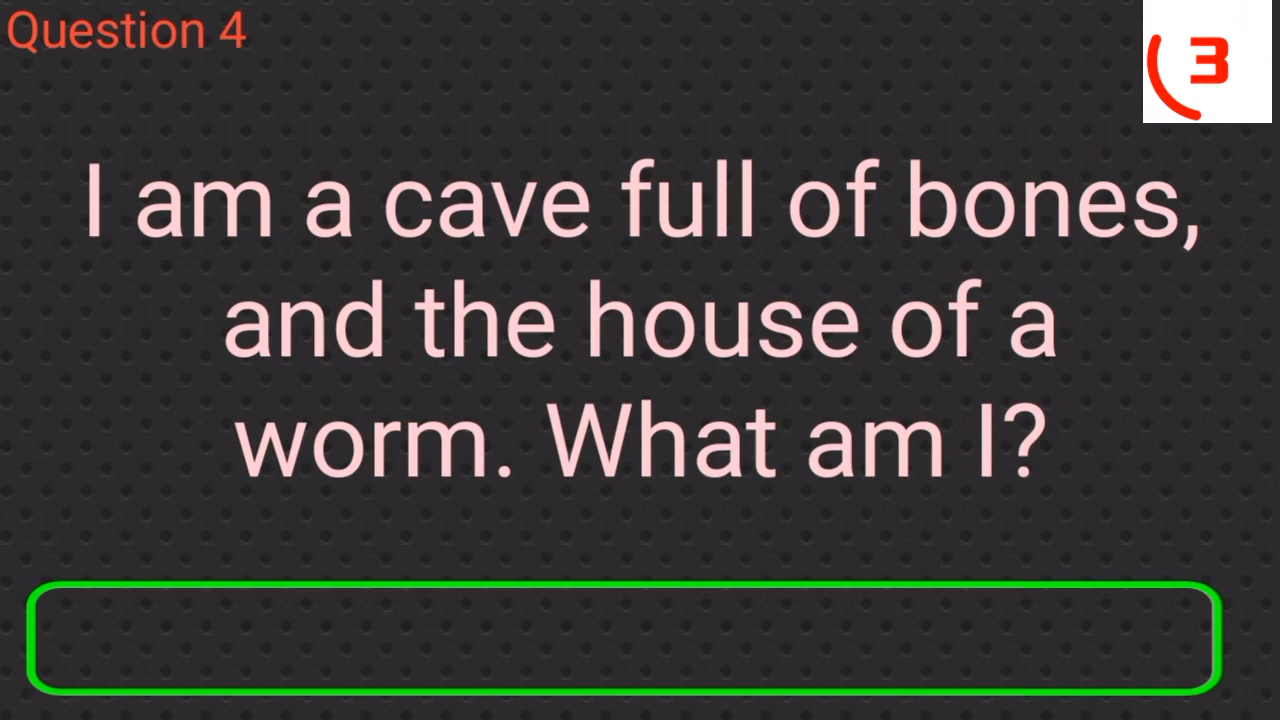 Question 4
3
I am a cave full of bones,
and the house of a
worm. What am I?